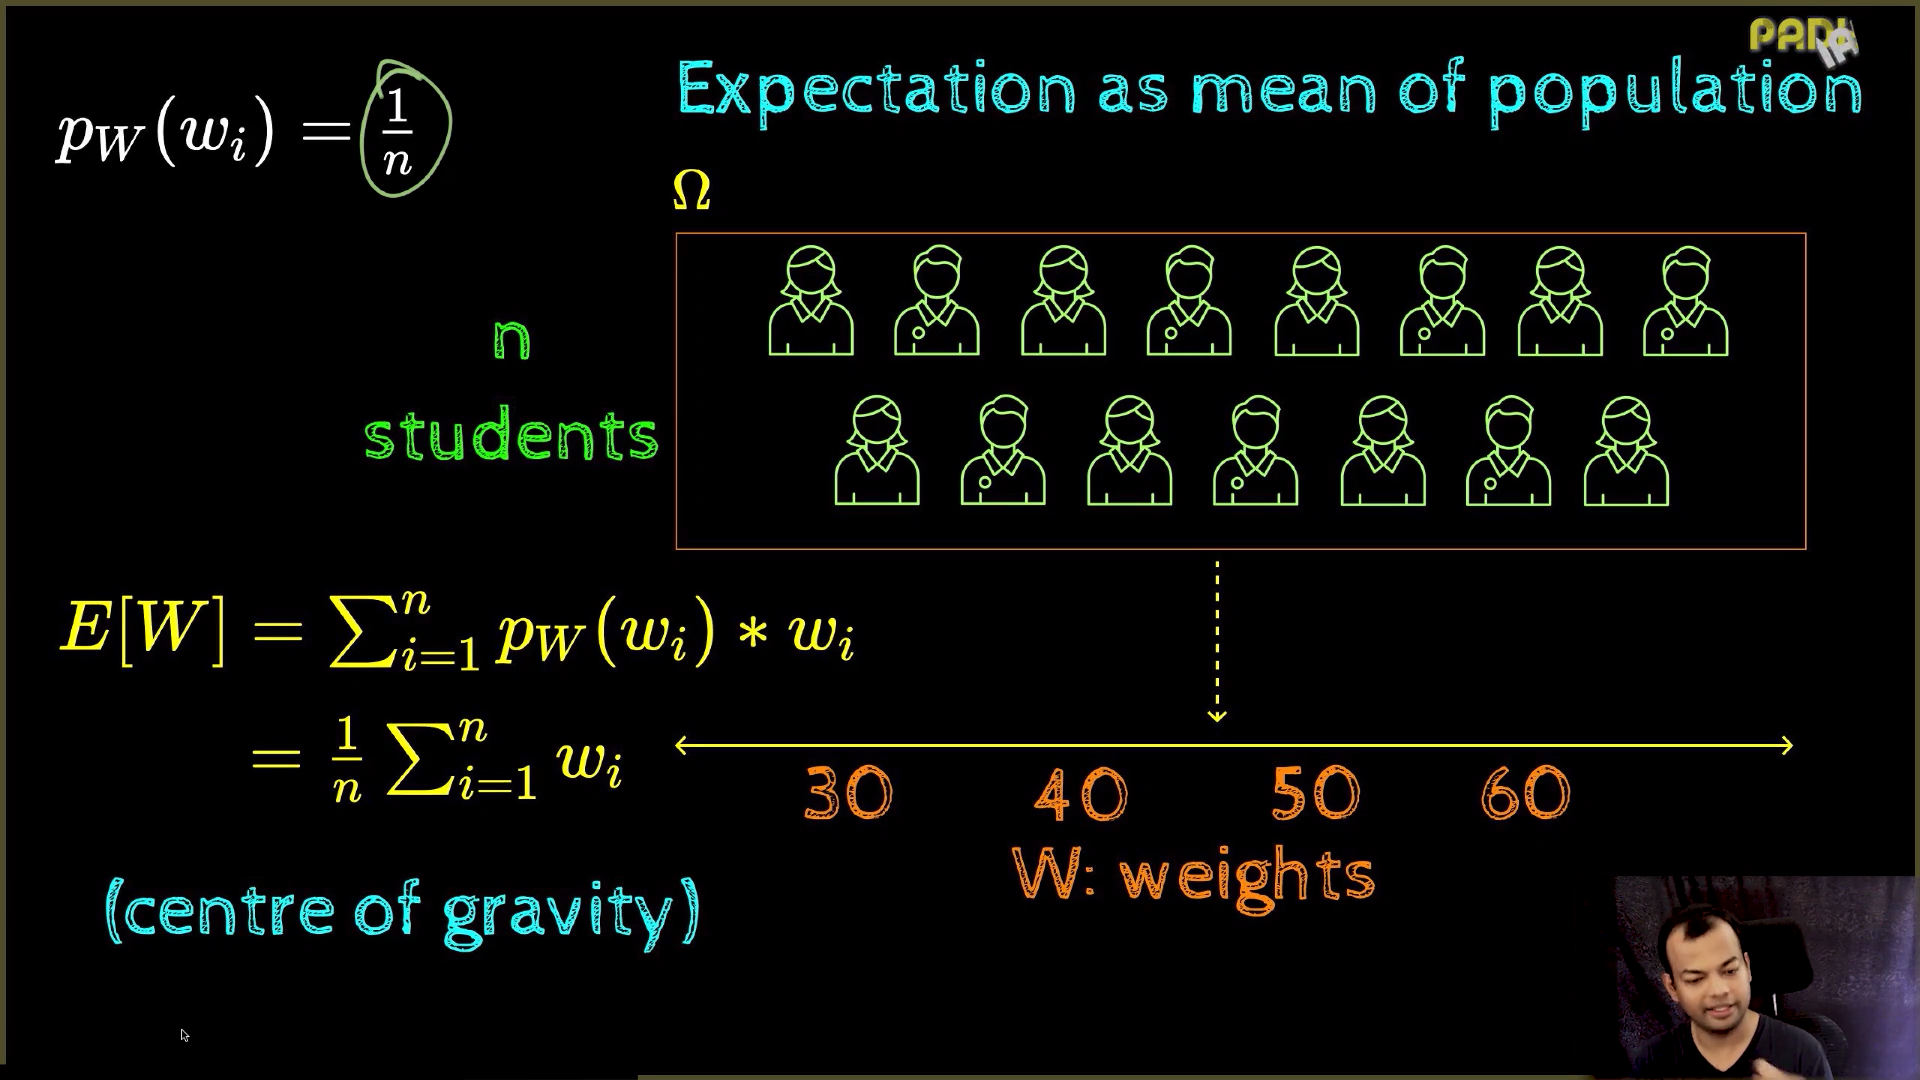 PADhAI
Expectation as mean of population
p_W(w_i) = 1/n
Ω
n
students
E[W] = ∑_{i=1}^{n} p_W(w_i) * w_i
= 1/n ∑_{i=1}^{n} w_i
30 40 50 60
W: weights
(centre of gravity)